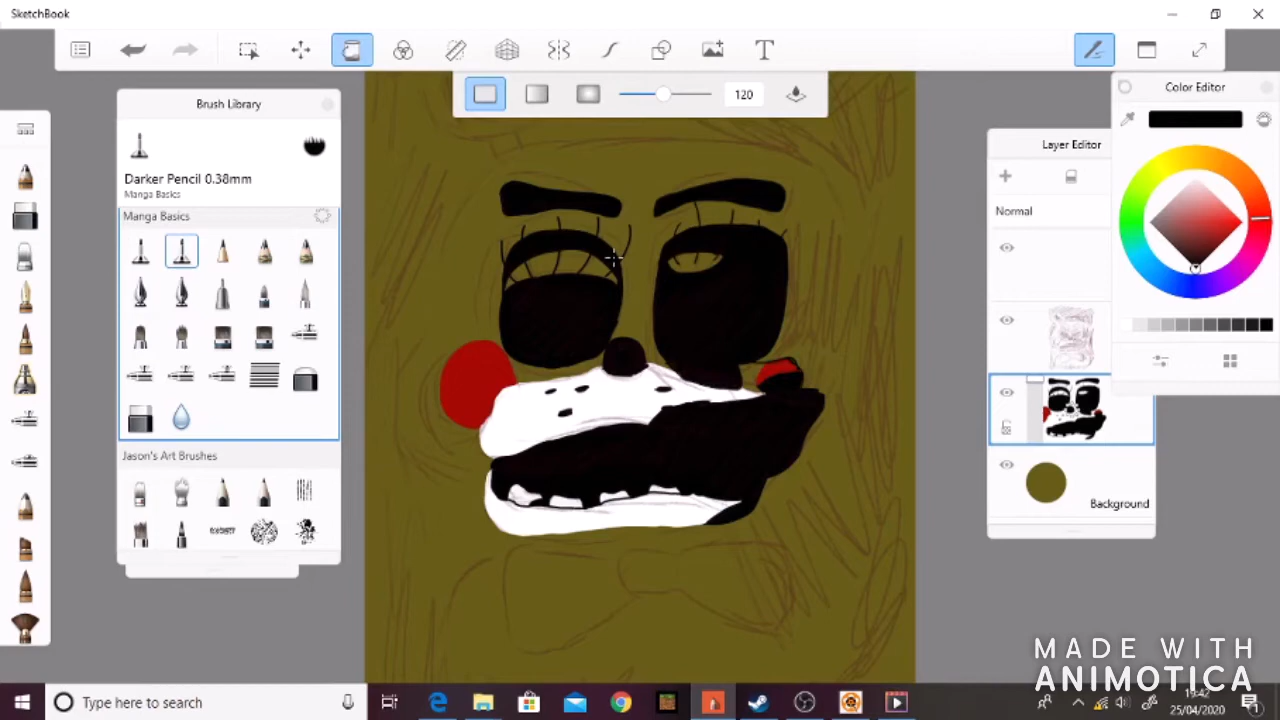 SketchBook
T
120
Brush Library
Darker Pencil 0.38mm
Manga Basics
Manga Basics
Jason's Art Brushes
Color Editor
Layer Editor
Normal
Background
MADE WITH
ANIMOTICA
Type here to search
25/04/2020